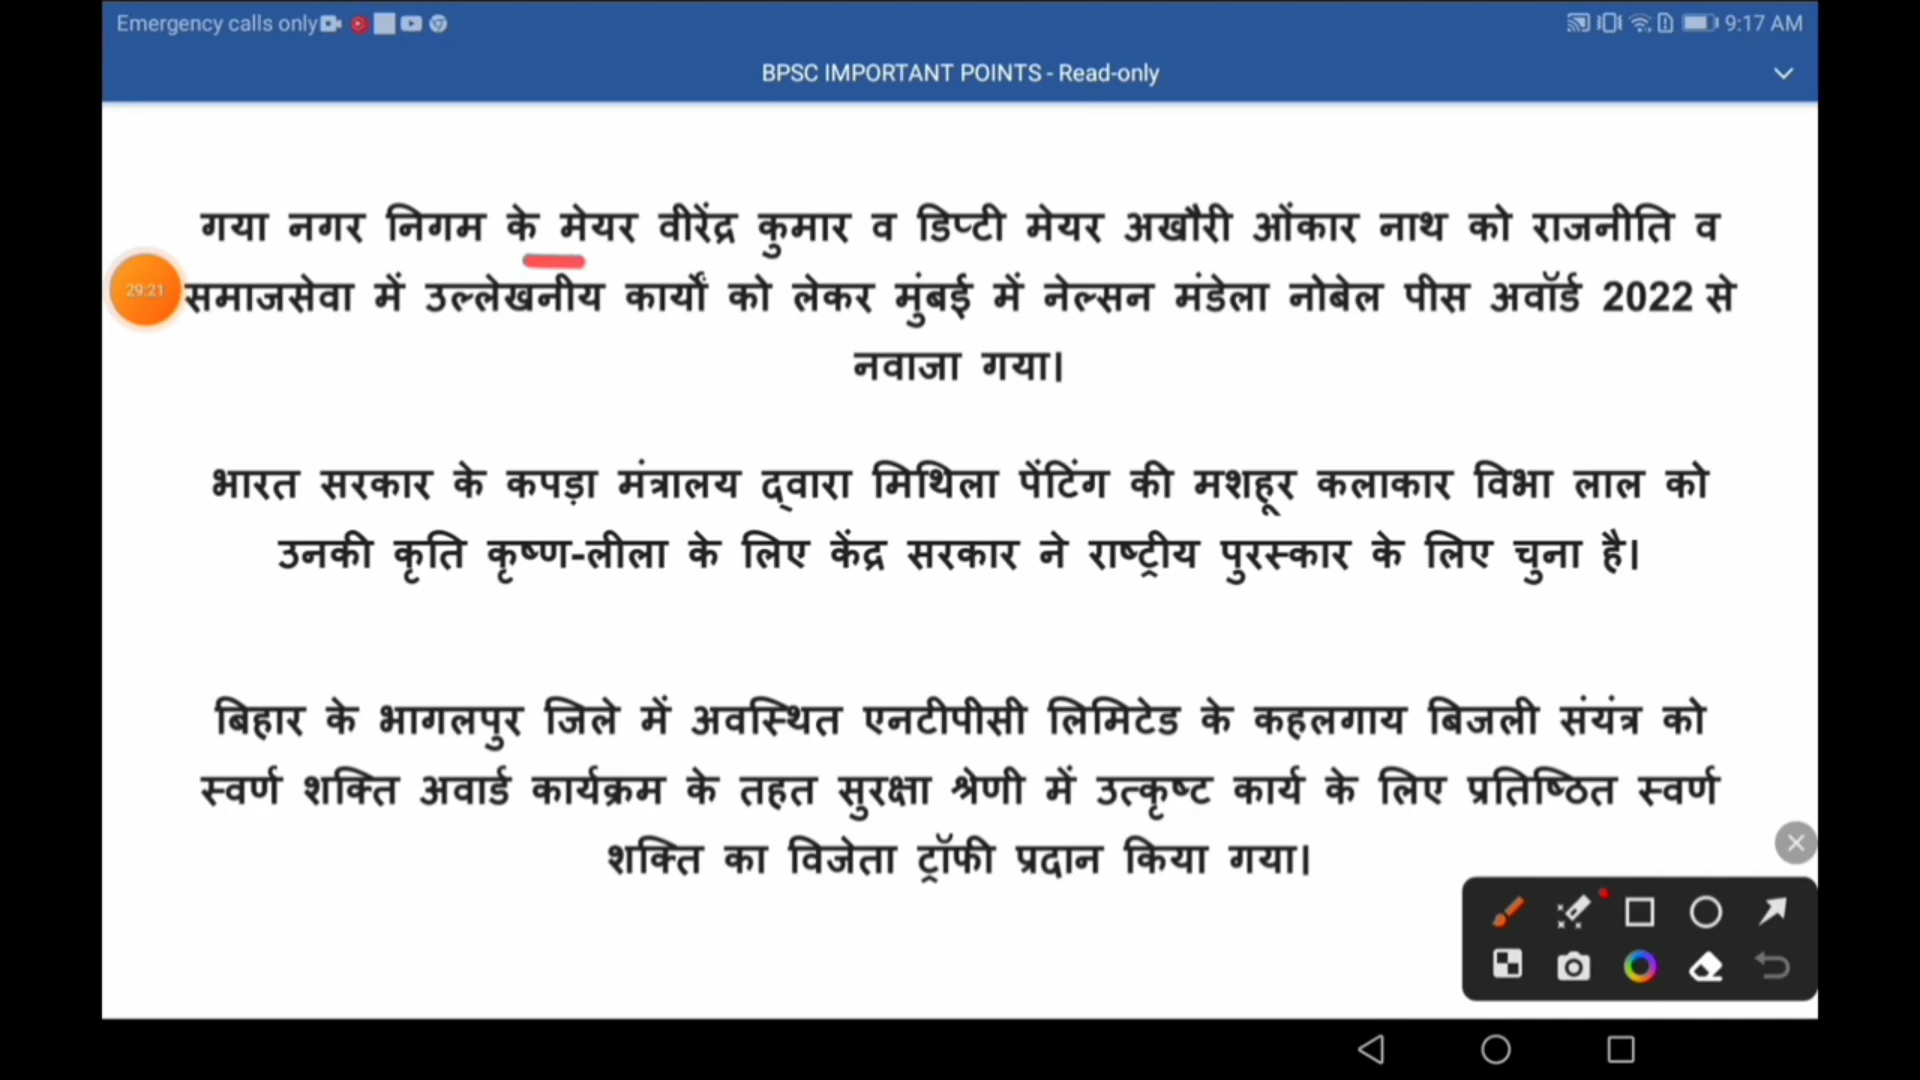 Emergency calls only
9:17 AM
BPSC IMPORTANT POINTS - Read-only
गया नगर निगम के मेयर वीरेंद्र कुमार व डिप्टी मेयर अखौरी ओंकार नाथ को राजनीति व
29:21
समाजसेवा में उल्लेखनीय कार्यों को लेकर मुंबई में नेल्सन मंडेला नोबेल पीस अवॉर्ड 2022 से
नवाजा गया।
भारत सरकार के कपड़ा मंत्रालय द्वारा मिथिला पेंटिंग की मशहूर कलाकार विभा लाल को
उनकी कृति कृष्ण-लीला के लिए केंद्र सरकार ने राष्ट्रीय पुरस्कार के लिए चुना है।
बिहार के भागलपुर जिले में अवस्थित एनटीपीसी लिमिटेड के कहलगाय बिजली संयंत्र को
स्वर्ण शक्ति अवार्ड कार्यक्रम के तहत सुरक्षा श्रेणी में उत्कृष्ट कार्य के लिए प्रतिष्ठित स्वर्ण
शक्ति का विजेता ट्रॉफी प्रदान किया गया।